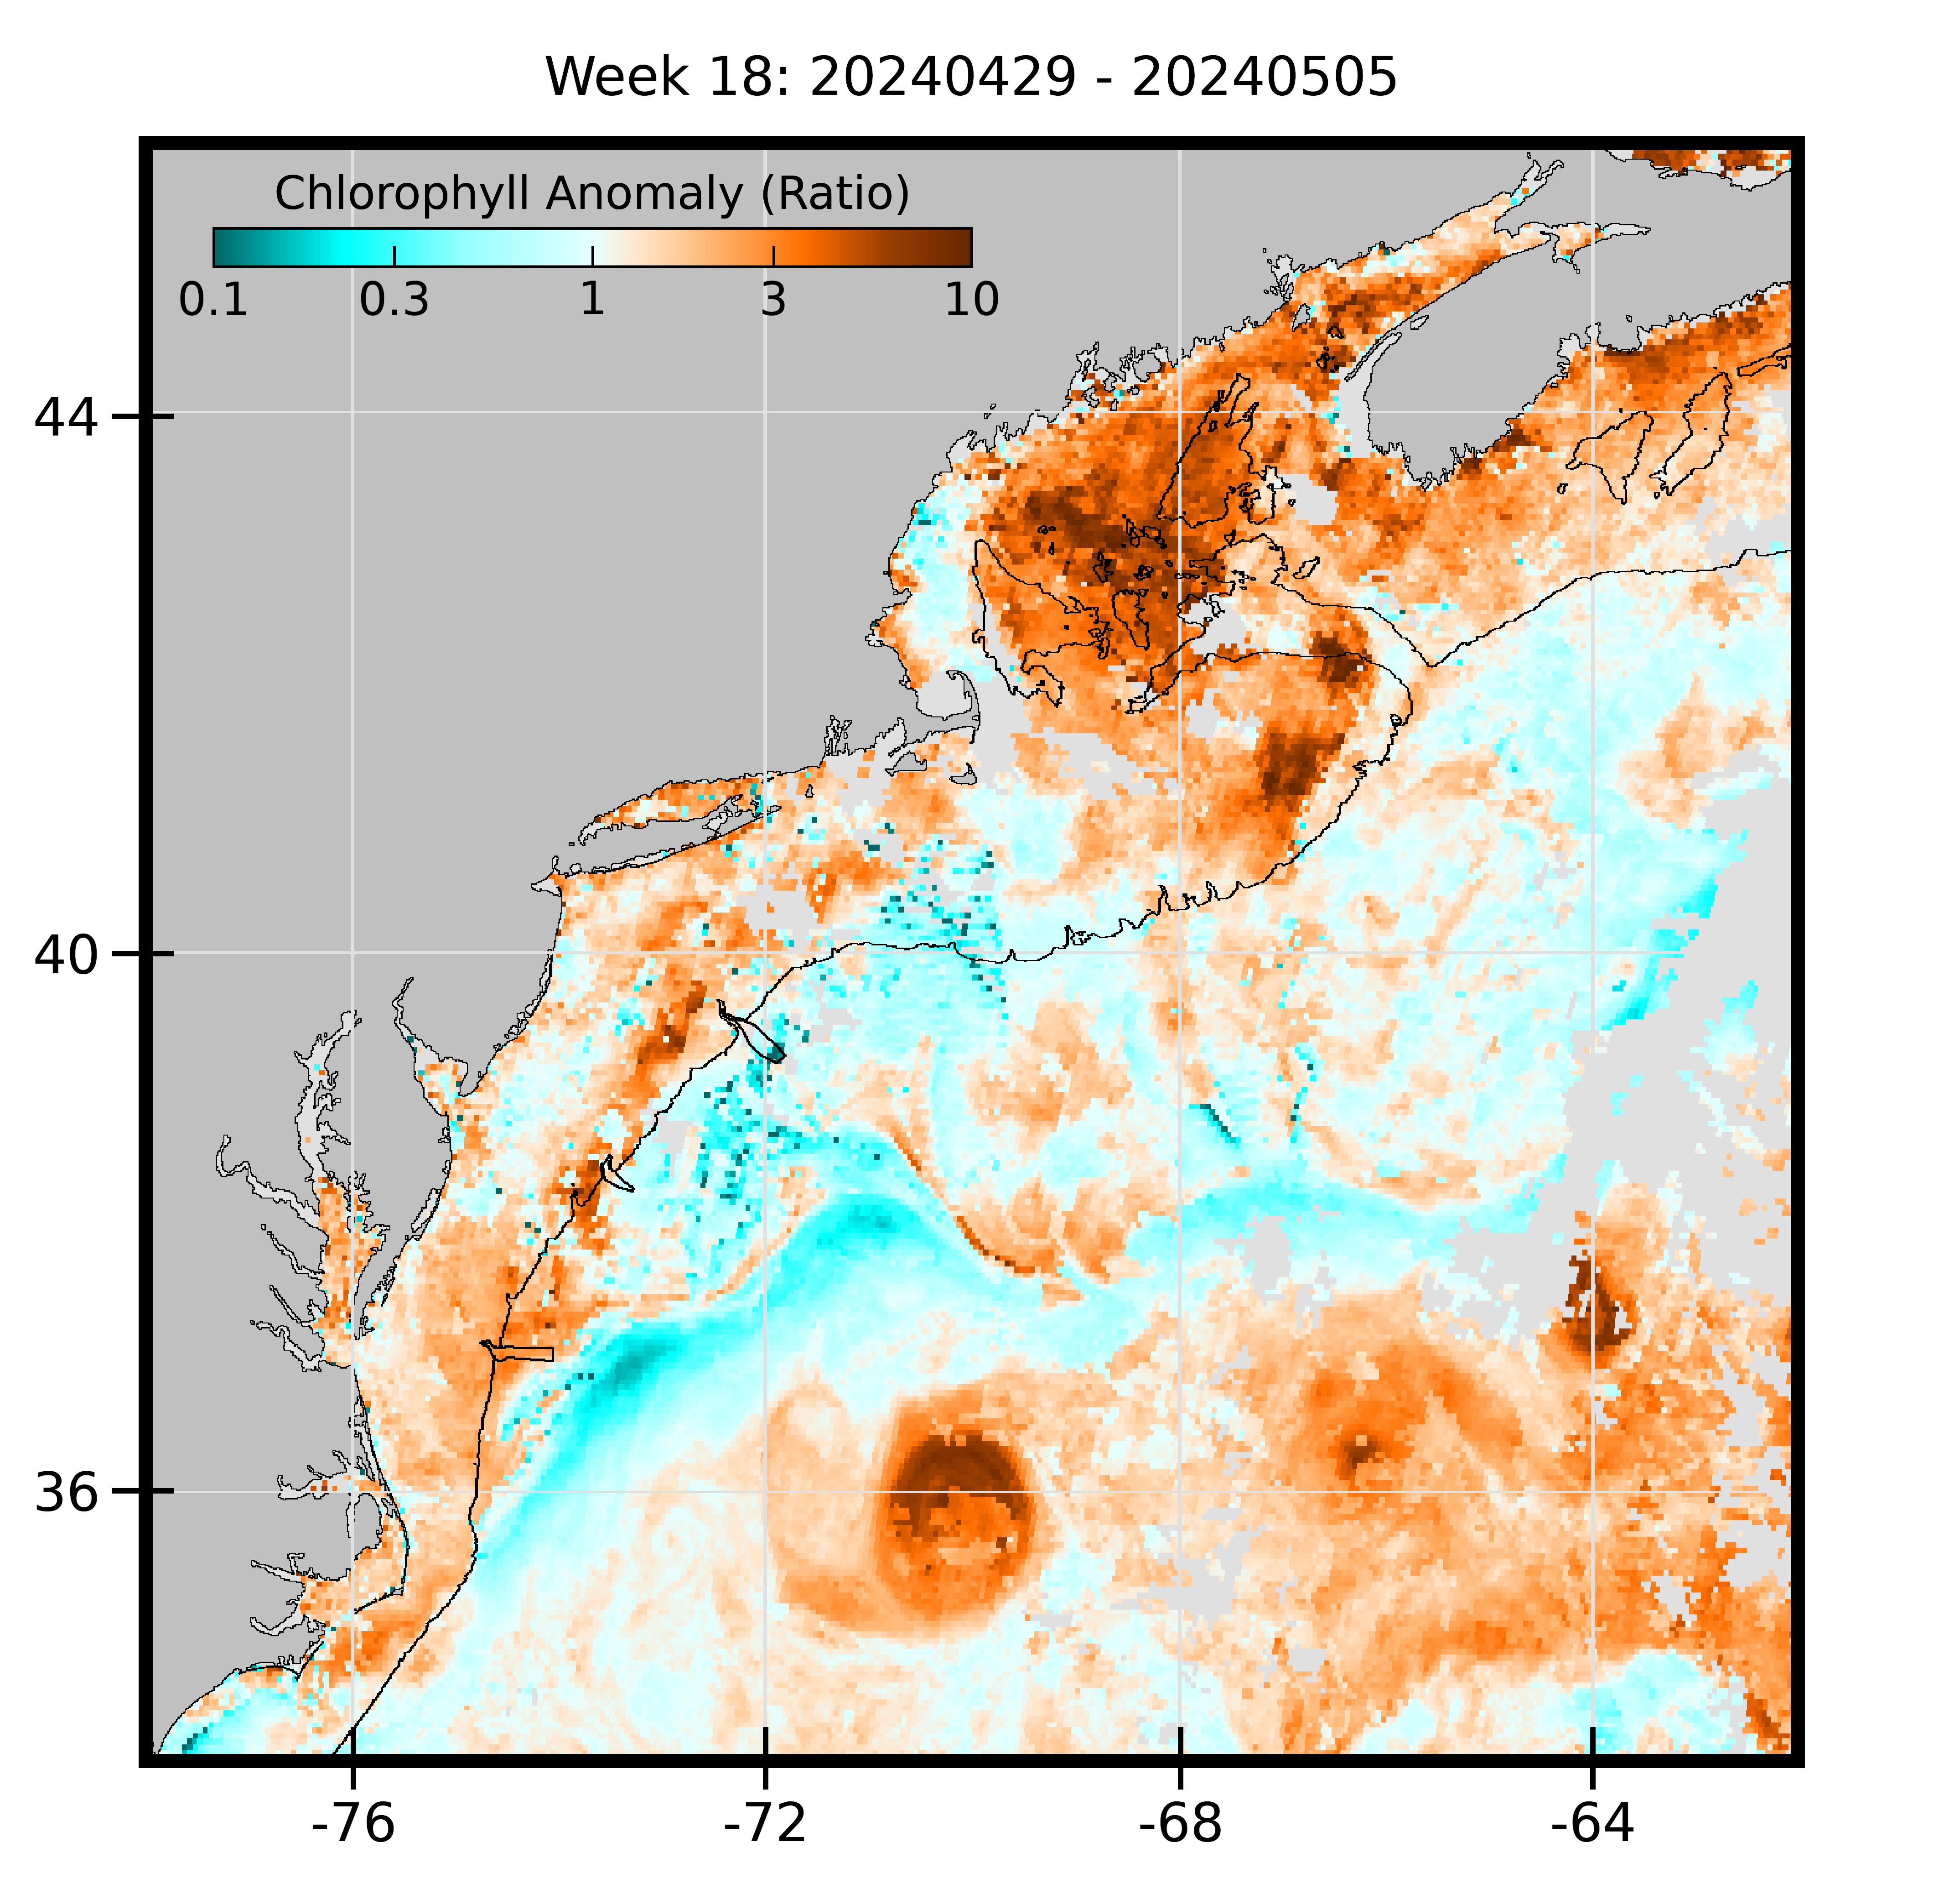 Week 18: 20240429 - 20240505
Chlorophyll Anomaly (Ratio)
0.1 0.3 1 3 10
44
40
36
-76 -72 -68 -64